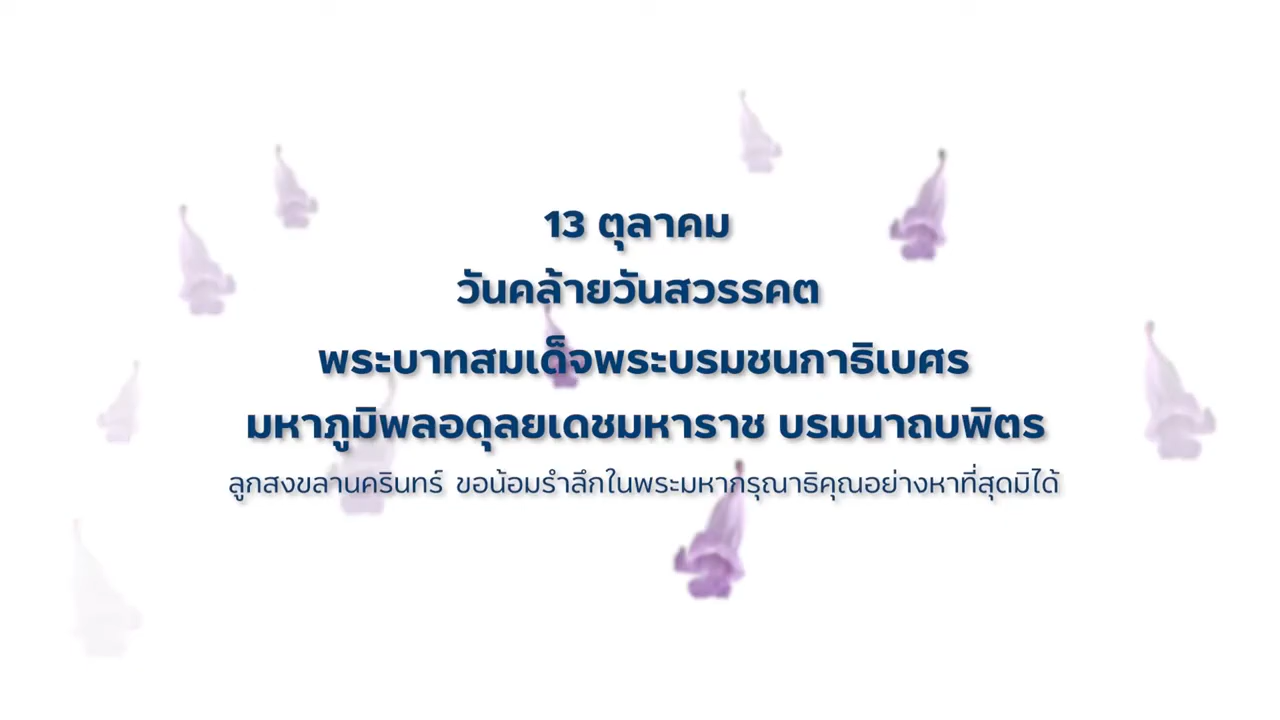 13 ตุลาคม
วันคล้ายวันสวรรคต
พระบาทสมเด็จพระบรมชนกาธิเบศร
มหาภูมิพลอดุลยเดชมหาราช บรมนาถบพิตร
ลูกสงขลานครินทร์ ขอน้อมรำลึกในพระมหากรุณาธิคุณอย่างหาที่สุดมิได้